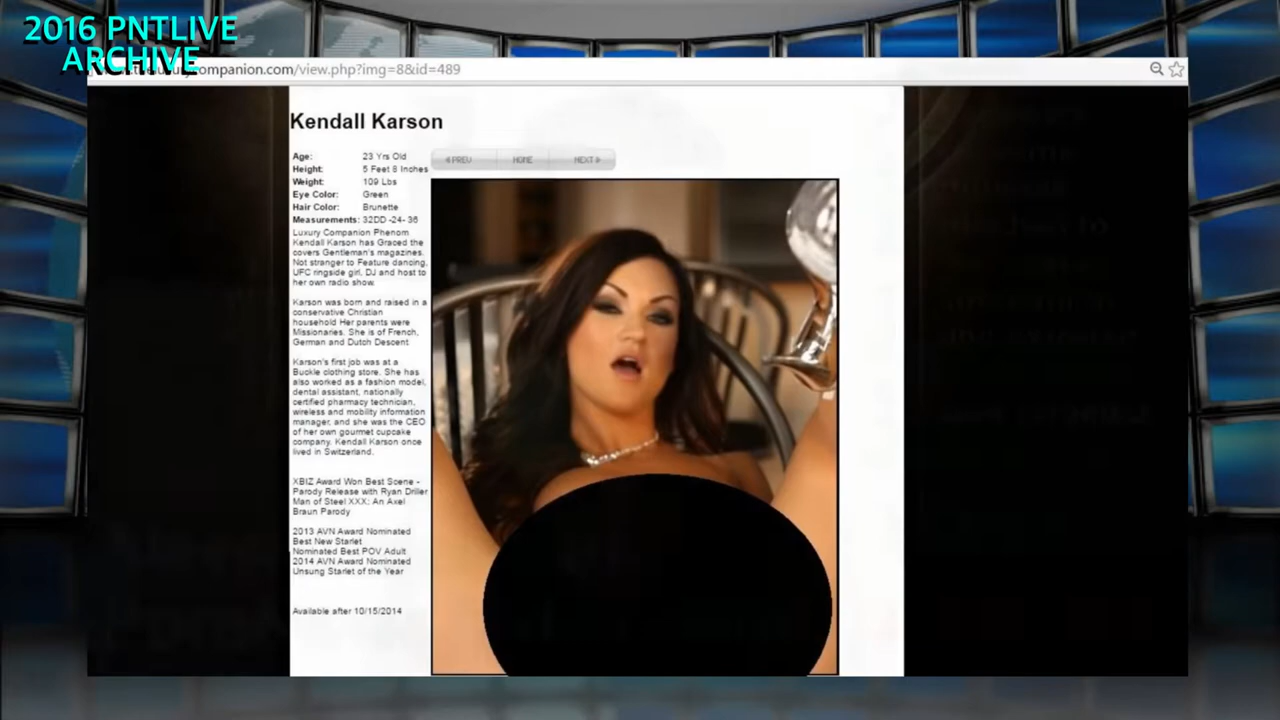 2016 PNTLIVE
ARCHIVE
companion.com/view.php?img=8&id=489
Kendall Karson
Age: 23 Yrs Old
Height: 5 Feet 8 Inches
Weight: 109 Lbs
Eye Color: Green
Hair Color: Brunette
Measurements: 32DD -24- 36
PREV HOME NEXT
Luxury Companion Phenom
Kendall Karson has Graced the
covers Gentleman's magazines.
Not stranger to Feature dancing,
UFC ringside girl, DJ and host to
her own radio show.
Karson was born and raised in a
conservative Christian
household Her parents were
Missionaries. She is of French,
German and Dutch Descent
Karson's first job was at a
Buckle clothing store. She has
also worked as a fashion model,
dental assistant, nationally
certified pharmacy technician,
wireless and mobility information
manager, and she was the CEO
of her own gourmet cupcake
company. Kendall Karson once
lived in Switzerland.
XBIZ Award Won Best Scene -
Parody Release with Ryan Driller
Man of Steel XXX: An Axel
Braun Parody
2013 AVN Award Nominated
Best New Starlet
Nominated Best POV Adult
2014 AVN Award Nominated
Unsung Starlet of the Year
Available after 10/15/2014